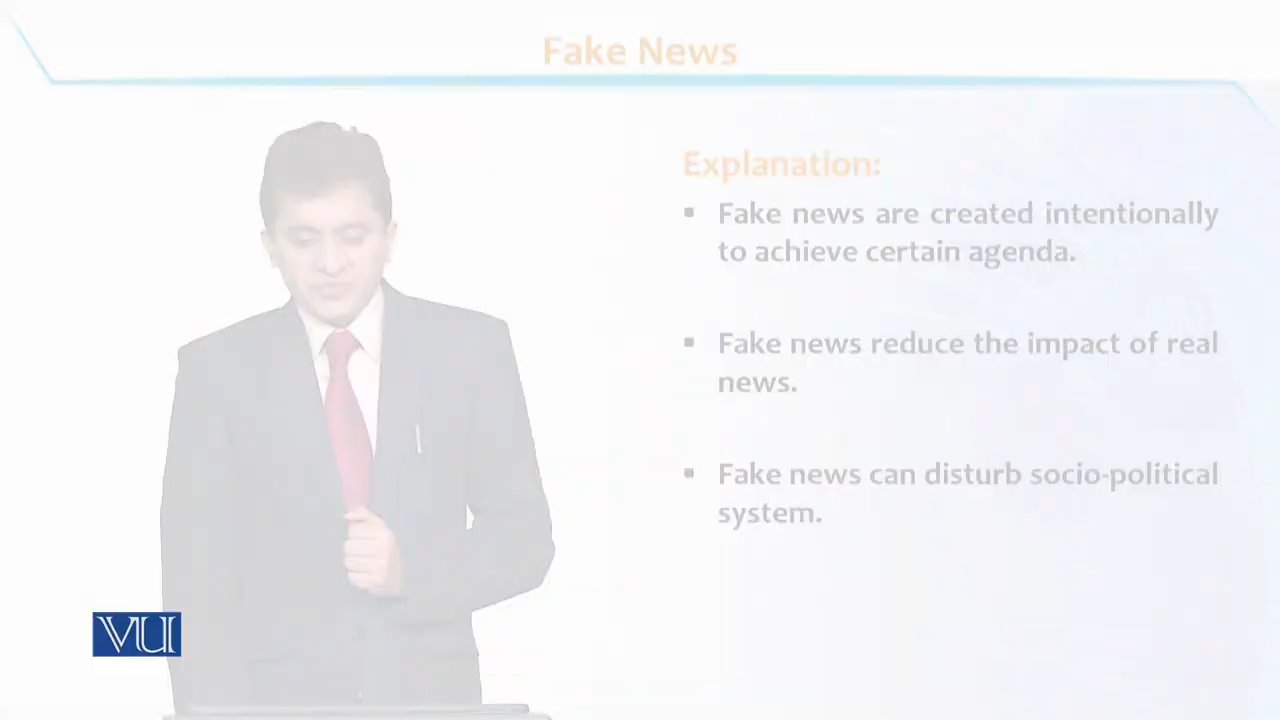 Fake News
Explanation:
▪ Fake news are created intentionally
to achieve certain agenda.
▪ Fake news reduce the impact of real
news.
▪ Fake news can disturb socio-political
system.
VU